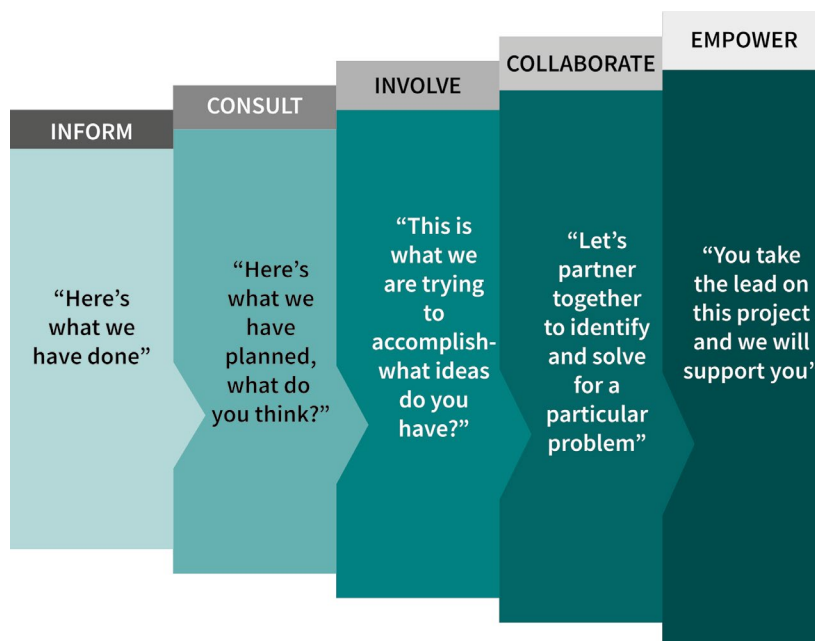 INFORM
“Here’s
what we
have done”
CONSULT
“Here’s
what we
have
planned,
what do
you think?”
INVOLVE
“This is
what we
are trying
to
accomplish-
what ideas
do you
have?”
COLLABORATE
“Let’s
partner
together
to identify
and solve
for a
particular
problem”
EMPOWER
“You take
the lead on
this project
and we will
support you”